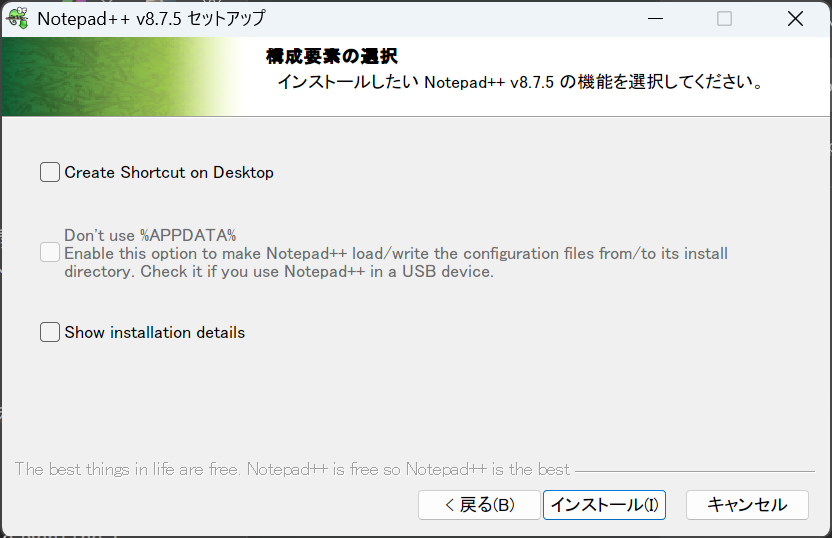 Notepad++ v8.7.5 セットアップ
構成要素の選択
インストールしたい Notepad++ v8.7.5 の機能を選択してください。
Create Shortcut on Desktop
Don't use %APPDATA%
Enable this option to make Notepad++ load/write the configuration files from/to its install
directory. Check it if you use Notepad++ in a USB device.
Show installation details
The best things in life are free. Notepad++ is free so Notepad++ is the best
< 戻る(B) インストール(I) キャンセル